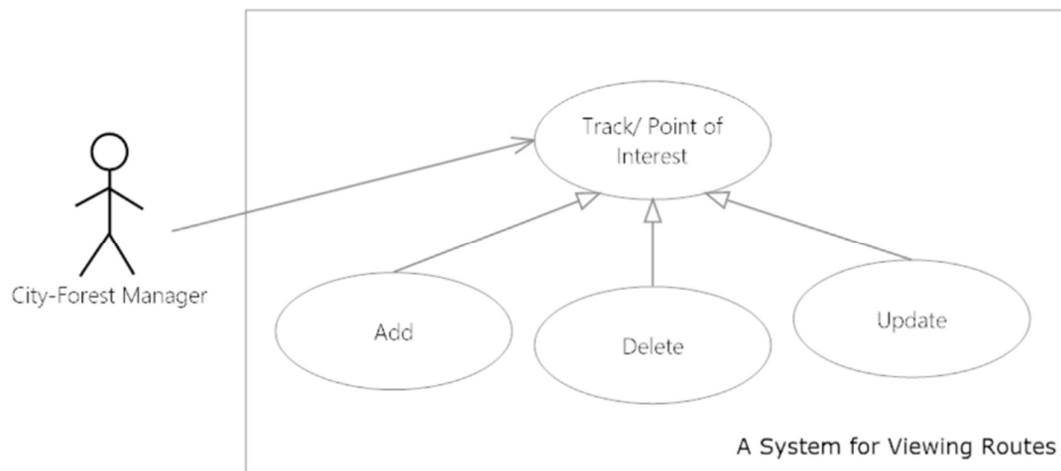 Track/ Point of
Interest
City-Forest Manager
Add
Delete
Update
A System for Viewing Routes